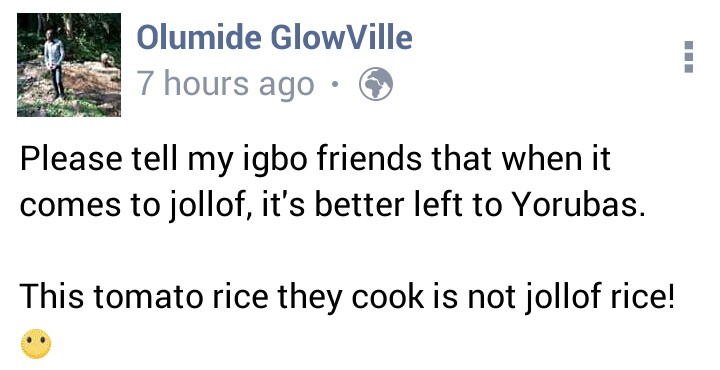 Olumide GlowVille
7 hours ago ·
Please tell my igbo friends that when it
comes to jollof, it's better left to Yorubas.
This tomato rice they cook is not jollof rice!
😶